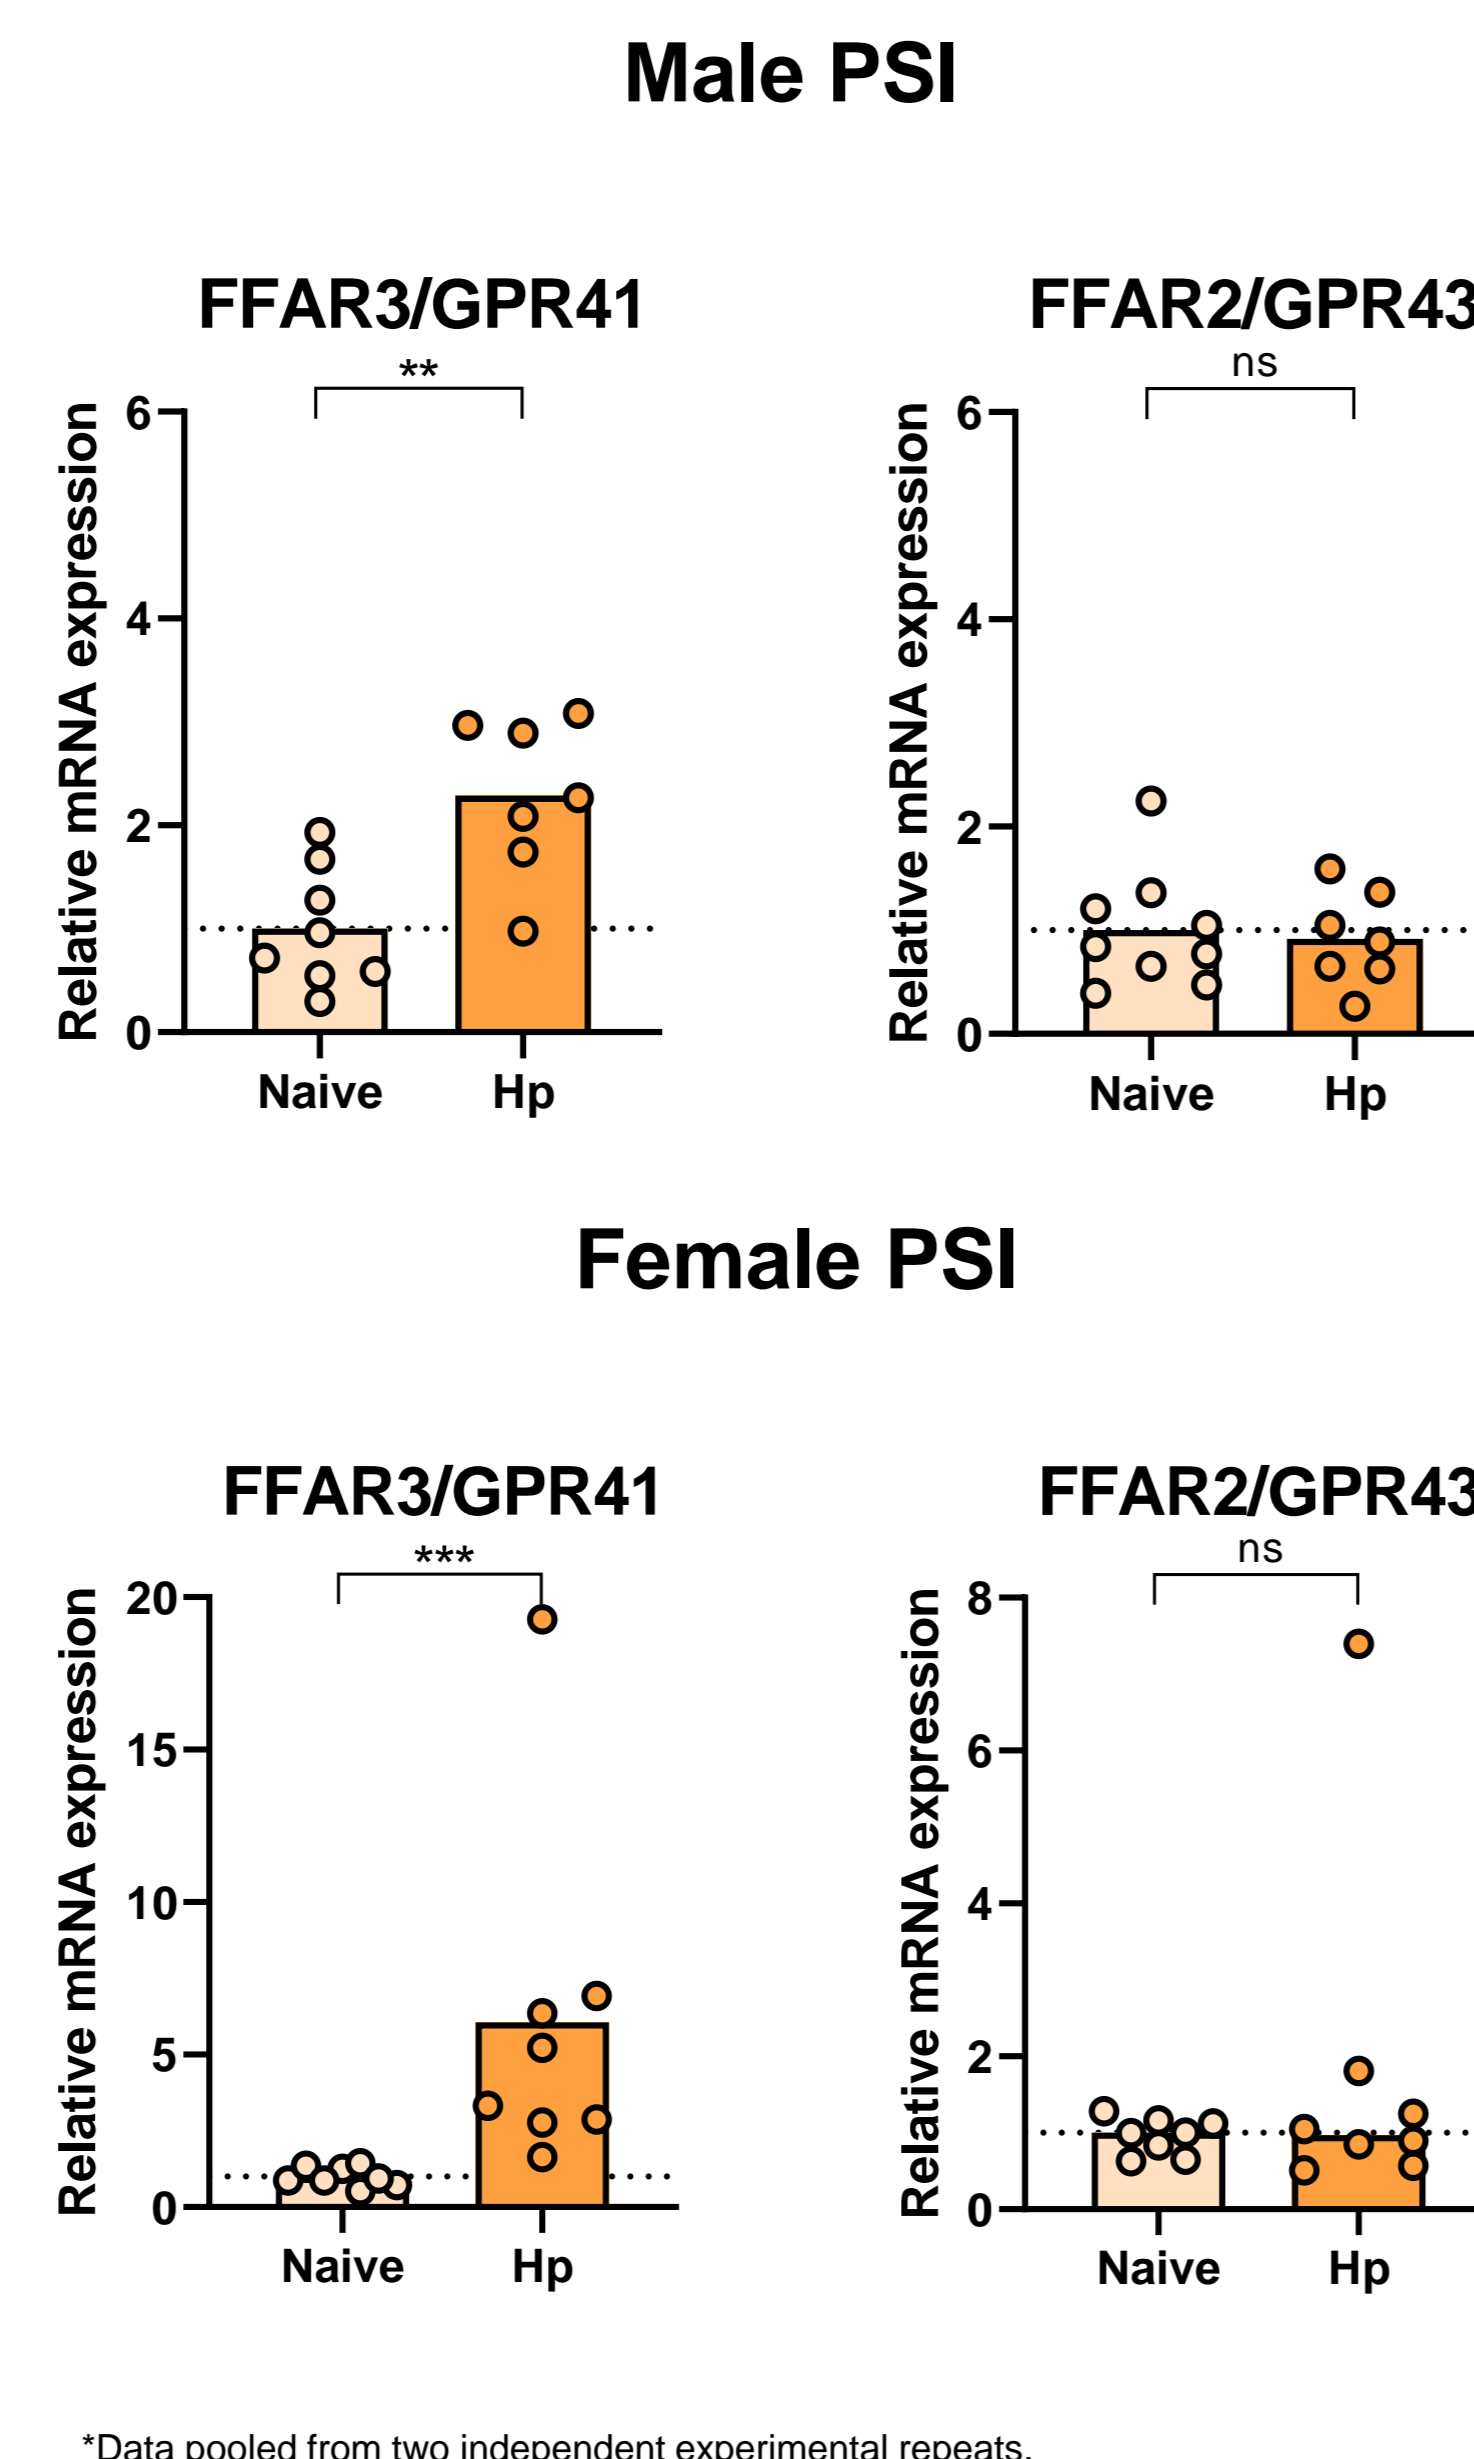 Male PSI
FFAR3/GPR41
**
Relative mRNA expression
6
4
2
0
Naive
Hp
FFAR2/GPR43
ns
Relative mRNA expression
6
4
2
0
Naive
Hp
Female PSI
FFAR3/GPR41
***
Relative mRNA expression
20
15
10
5
0
Naive
Hp
FFAR2/GPR43
ns
Relative mRNA expression
8
6
4
2
0
Naive
Hp
*Data pooled from two independent experimental repeats.